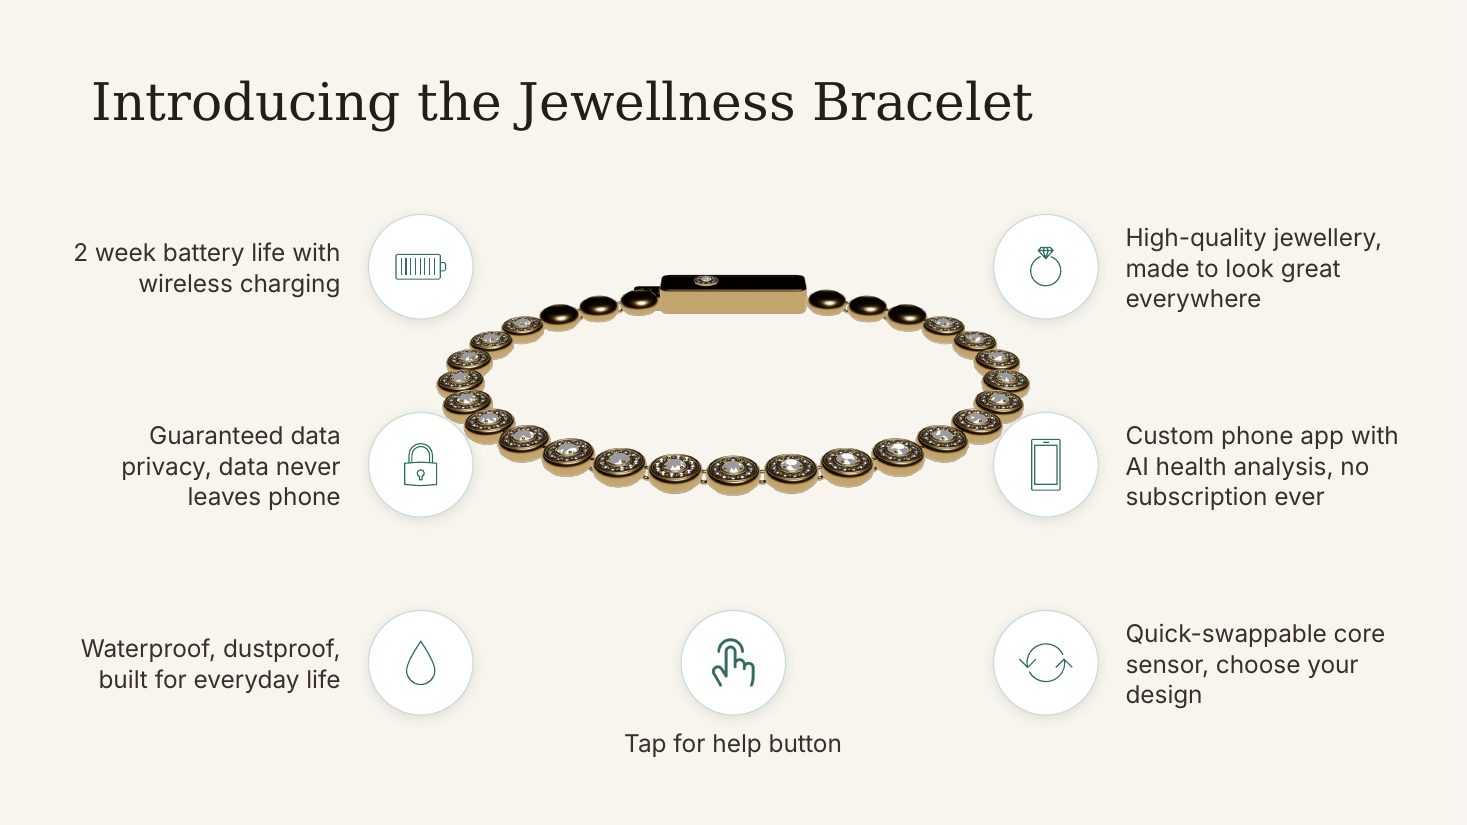 Introducing the Jewellness Bracelet
2 week battery life with
wireless charging
High-quality jewellery,
made to look great
everywhere
Guaranteed data
privacy, data never
leaves phone
Custom phone app with
AI health analysis, no
subscription ever
Waterproof, dustproof,
built for everyday life
Tap for help button
Quick-swappable core
sensor, choose your
design